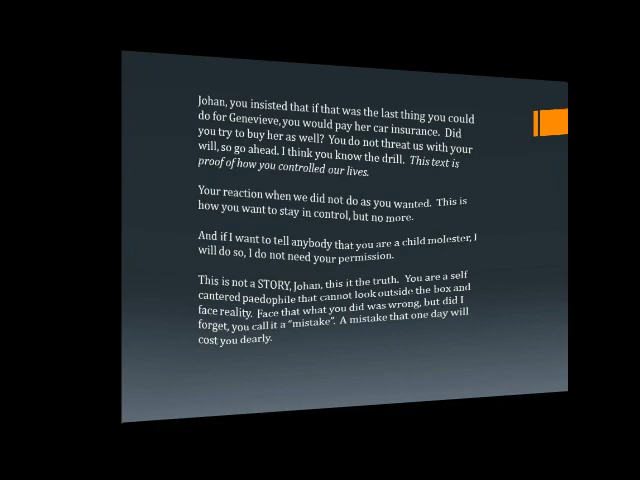 Johan, you insisted that if that was the last thing you could
do for Genevieve, you would pay her car insurance.  Did
you try to buy her as well?  You do not threat us with your
will, so go ahead. I think you know the drill.  This text is
proof of how you controlled our lives.
Your reaction when we did not do as you wanted.  This is
how you want to stay in control, but no more.
And if I want to tell anybody that you are a child molester, I
will do so, I do not need your permission.
This is not a STORY, Johan, this it the truth.  You are a self
cantered paedophile that cannot look outside the box and
face reality.  Face that what you did was wrong, but did I
forget, you call it a “mistake”.  A mistake that one day will
cost you dearly.